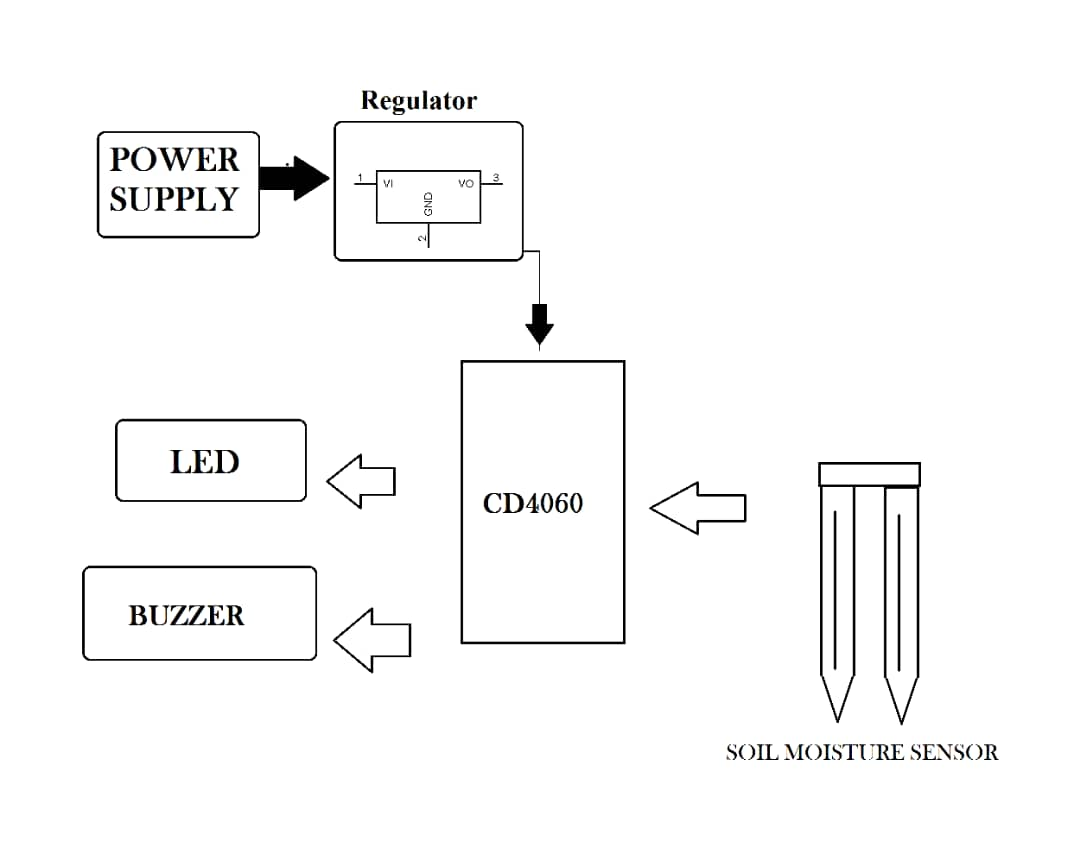 Regulator
POWER
SUPPLY
1
VI
VO
3
GND
2
LED
CD4060
BUZZER
SOIL MOISTURE SENSOR